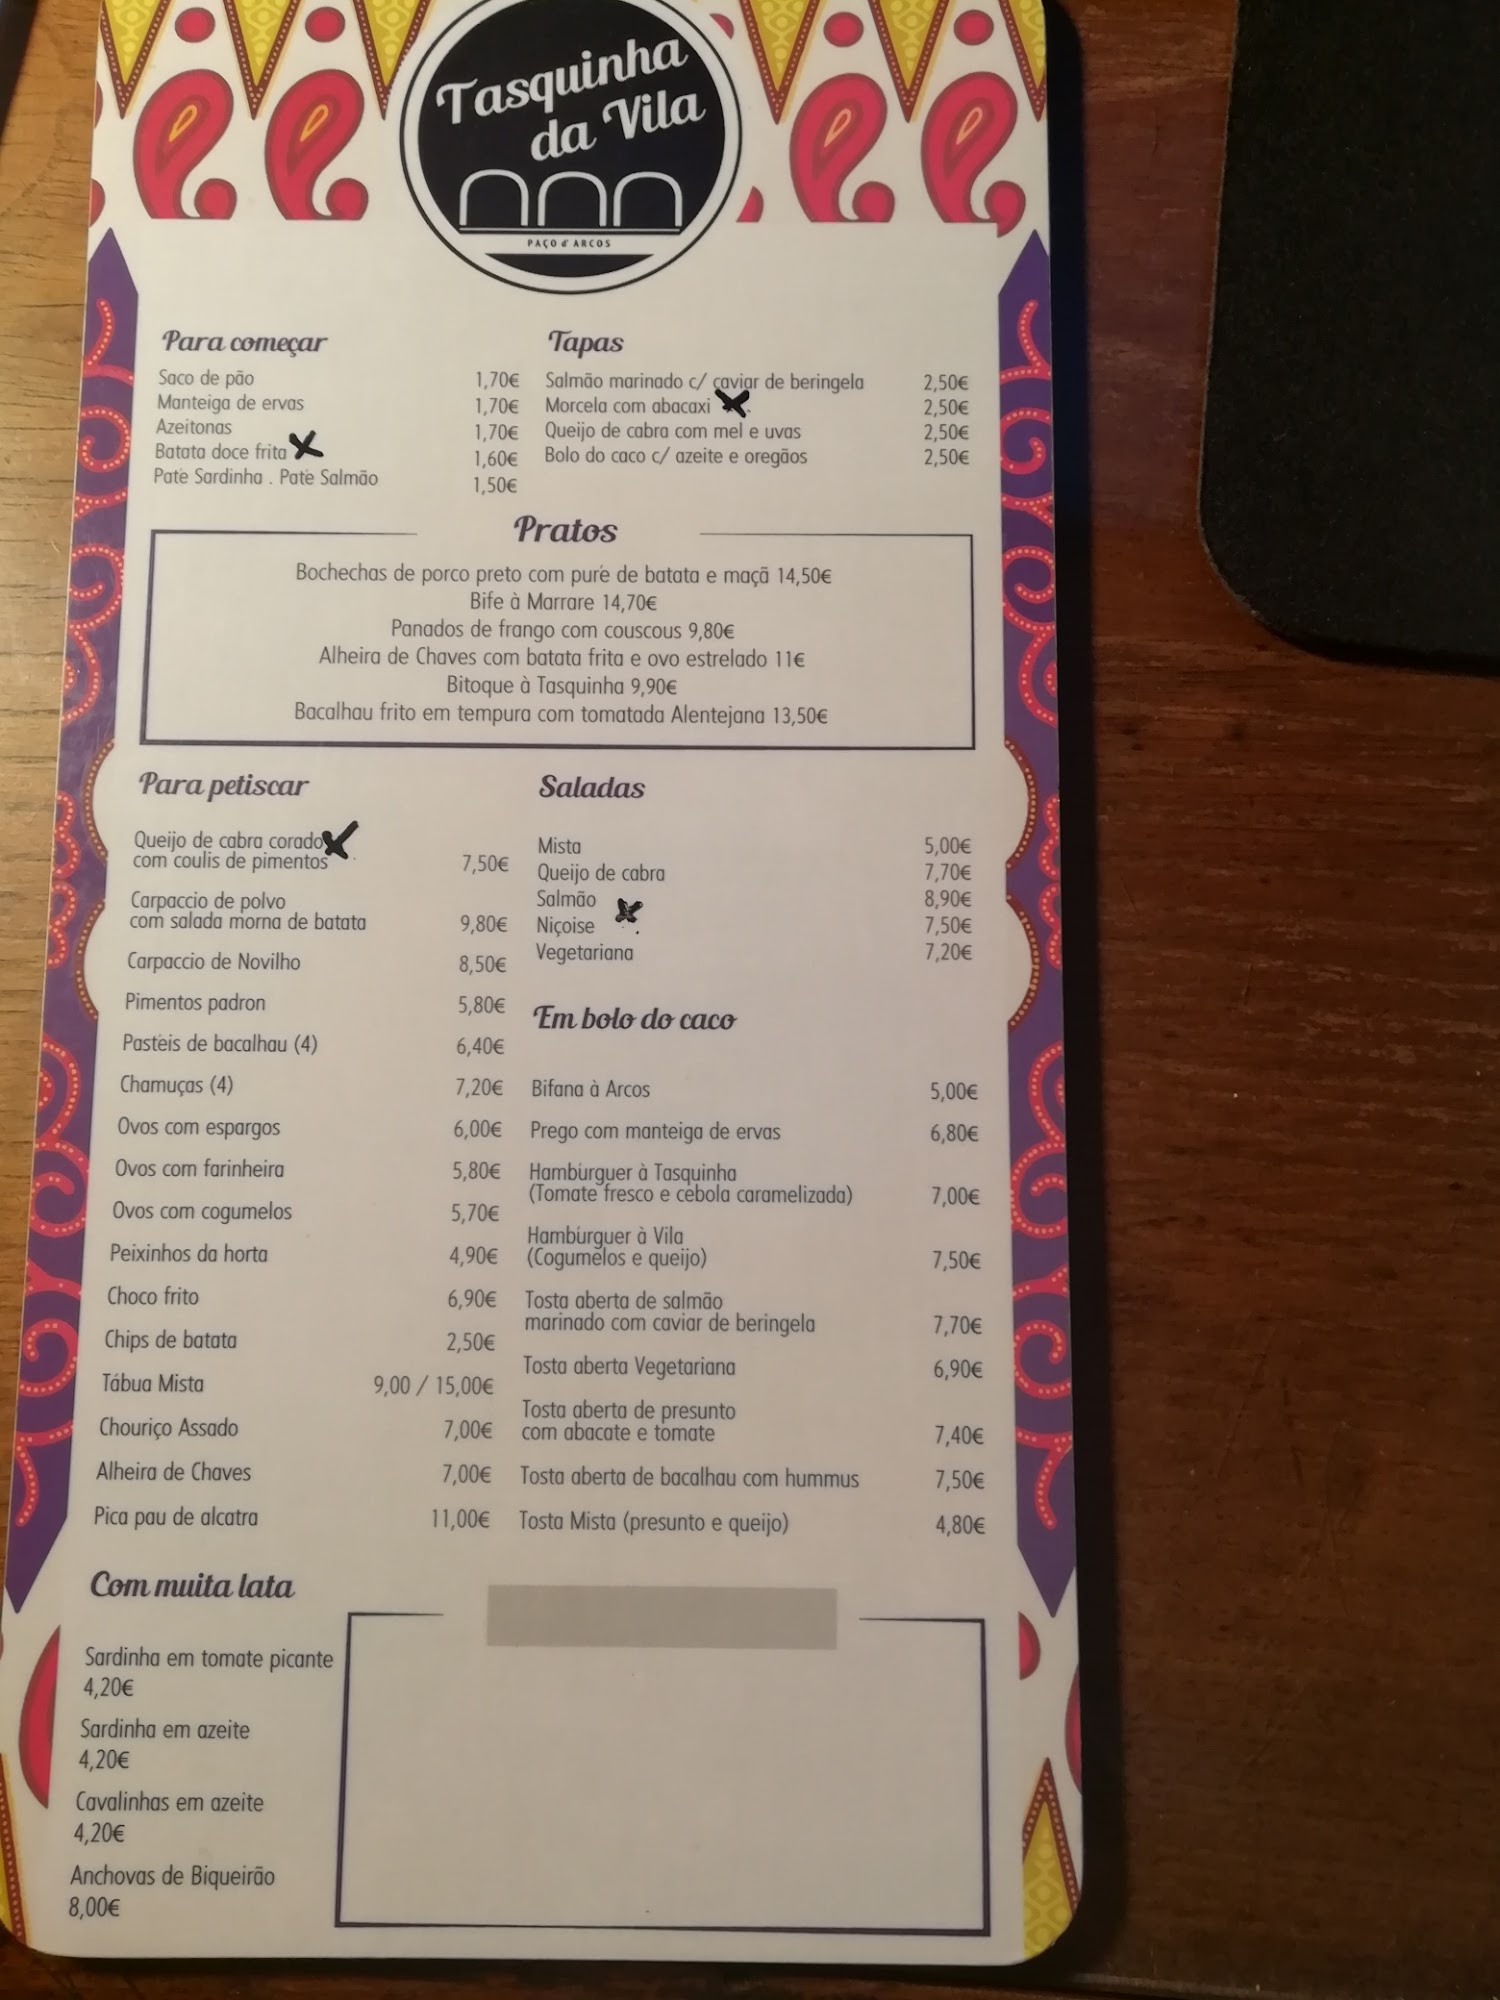 Tasquinha
da Vila
PAÇO d' ARCOS
Para começar
Saco de pão 1,70€
Manteiga de ervas 1,70€
Azeitonas 1,70€
Batata doce frita 1,60€
Patê Sardinha . Patê Salmão 1,50€
Tapas
Salmão marinado c/ caviar de beringela 2,50€
Morcela com abacaxi 2,50€
Queijo de cabra com mel e uvas 2,50€
Bolo do caco c/ azeite e oregãos 2,50€
Pratos
Bochechas de porco preto com puré de batata e maçã 14,50€
Bife à Marrare 14,70€
Panados de frango com couscous 9,80€
Alheira de Chaves com batata frita e ovo estrelado 11€
Bitoque à Tasquinha 9,90€
Bacalhau frito em tempura com tomatada Alentejana 13,50€
Para petiscar
Queijo de cabra corado
com coulis de pimentos 7,50€
Carpaccio de polvo
com salada morna de batata 9,80€
Carpaccio de Novilho 8,50€
Pimentos padron 5,80€
Pastéis de bacalhau (4) 6,40€
Chamuças (4) 7,20€
Ovos com espargos 6,00€
Ovos com farinheira 5,80€
Ovos com cogumelos 5,70€
Peixinhos da horta 4,90€
Choco frito 6,90€
Chips de batata 2,50€
Tábua Mista 9,00 / 15,00€
Chouriço Assado 7,00€
Alheira de Chaves 7,00€
Pica pau de alcatra 11,00€
Saladas
Mista 5,00€
Queijo de cabra 7,70€
Salmão 8,90€
Niçoise 7,50€
Vegetariana 7,20€
Em bolo do caco
Bifana à Arcos 5,00€
Prego com manteiga de ervas 6,80€
Hambúrguer à Tasquinha
(Tomate fresco e cebola caramelizada) 7,00€
Hambúrguer à Vila
(Cogumelos e queijo) 7,50€
Tosta aberta de salmão
marinado com caviar de beringela 7,70€
Tosta aberta Vegetariana 6,90€
Tosta aberta de presunto
com abacate e tomate 7,40€
Tosta aberta de bacalhau com hummus 7,50€
Tosta Mista (presunto e queijo) 4,80€
Com muita lata
Sardinha em tomate picante
4,20€
Sardinha em azeite
4,20€
Cavalinhas em azeite
4,20€
Anchovas de Biqueirão
8,00€